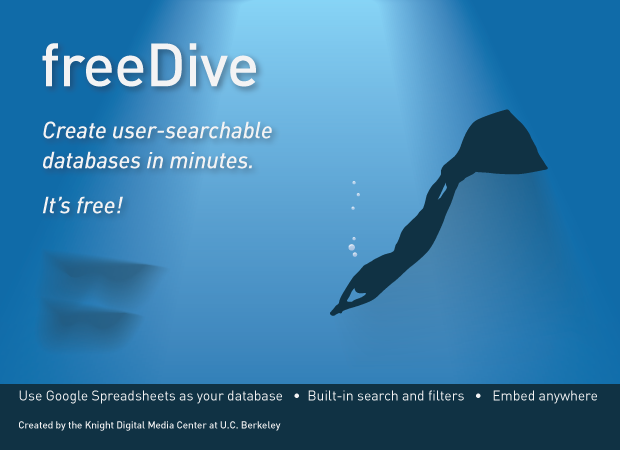 freeDive
Create user-searchable
databases in minutes.
It's free!
Use Google Spreadsheets as your database • Built-in search and filters • Embed anywhere
Created by the Knight Digital Media Center at U.C. Berkeley